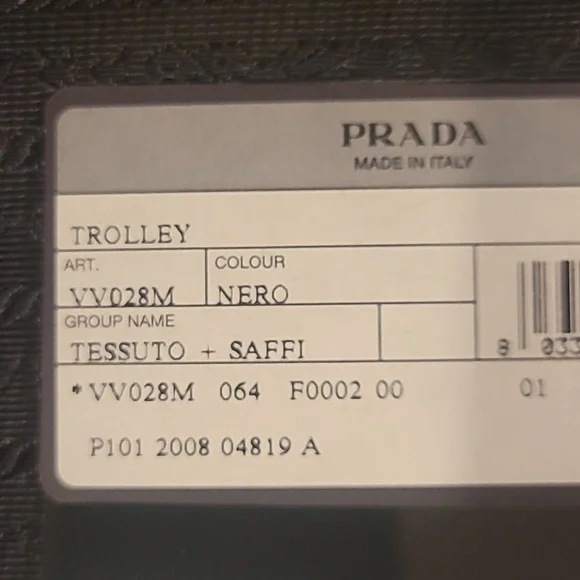 PRADA
MADE IN ITALY
TROLLEY
ART.
COLOUR
VV028M
NERO
GROUP NAME
TESSUTO + SAFFI
8 033
*VV028M 064 F0002 00 01
P101 2008 04819 A